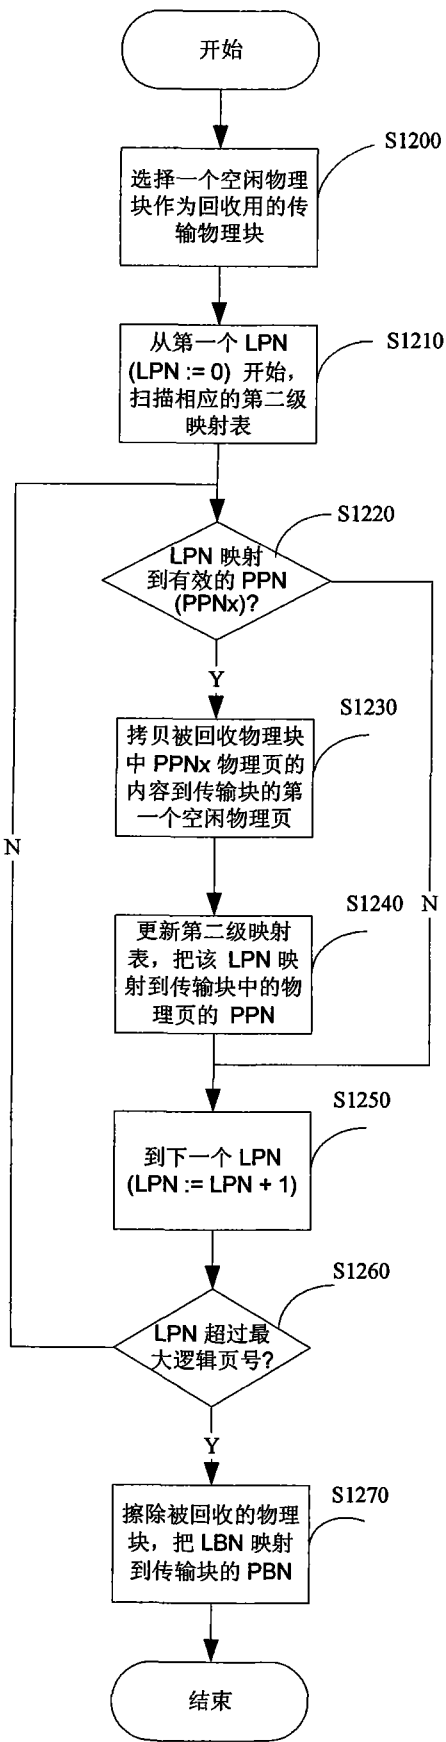 开始
S1200
选择一个空闲物理
块作为回收用的传
输物理块
S1210
从第一个 LPN
(LPN := 0) 开始，
扫描相应的第二级
映射表
S1220
LPN 映射
到有效的 PPN
(PPNx)?
Y
S1230
拷贝被回收物理块
中 PPNx 物理页的
内容到传输块的第
一个空闲物理页
N
N
S1240
更新第二级映射
表，把该 LPN 映
射到传输块中的物
理页的 PPN
S1250
到下一个 LPN
(LPN := LPN + 1)
S1260
LPN 超过最
大逻辑页号?
Y
S1270
擦除被回收的物理
块，把 LBN 映射
到传输块的 PBN
结束